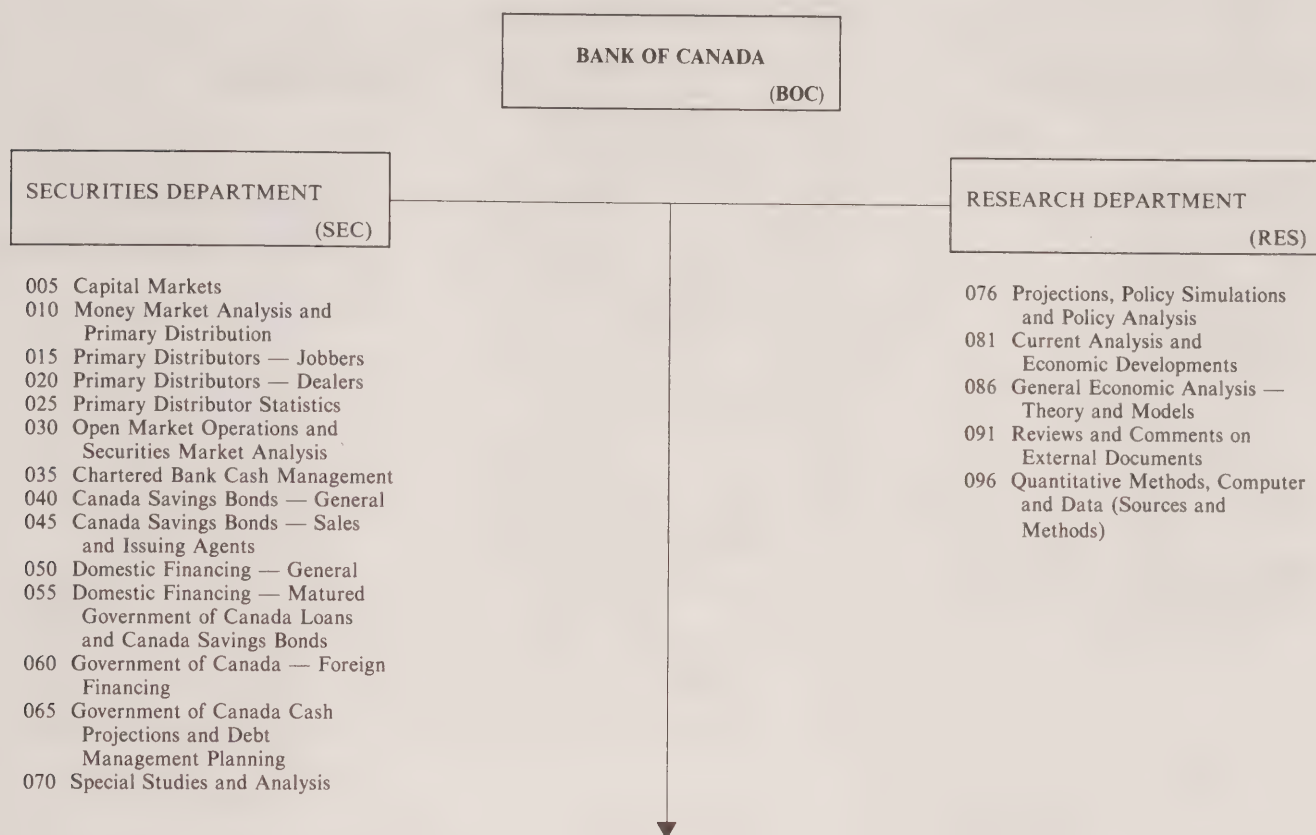 BANK OF CANADA
(BOC)
SECURITIES DEPARTMENT
(SEC)
005 Capital Markets
010 Money Market Analysis and
Primary Distribution
015 Primary Distributors — Jobbers
020 Primary Distributors — Dealers
025 Primary Distributor Statistics
030 Open Market Operations and
Securities Market Analysis
035 Chartered Bank Cash Management
040 Canada Savings Bonds — General
045 Canada Savings Bonds — Sales
and Issuing Agents
050 Domestic Financing — General
055 Domestic Financing — Matured
Government of Canada Loans
and Canada Savings Bonds
060 Government of Canada — Foreign
Financing
065 Government of Canada Cash
Projections and Debt
Management Planning
070 Special Studies and Analysis
RESEARCH DEPARTMENT
(RES)
076 Projections, Policy Simulations
and Policy Analysis
081 Current Analysis and
Economic Developments
086 General Economic Analysis —
Theory and Models
091 Reviews and Comments on
External Documents
096 Quantitative Methods, Computer
and Data (Sources and
Methods)